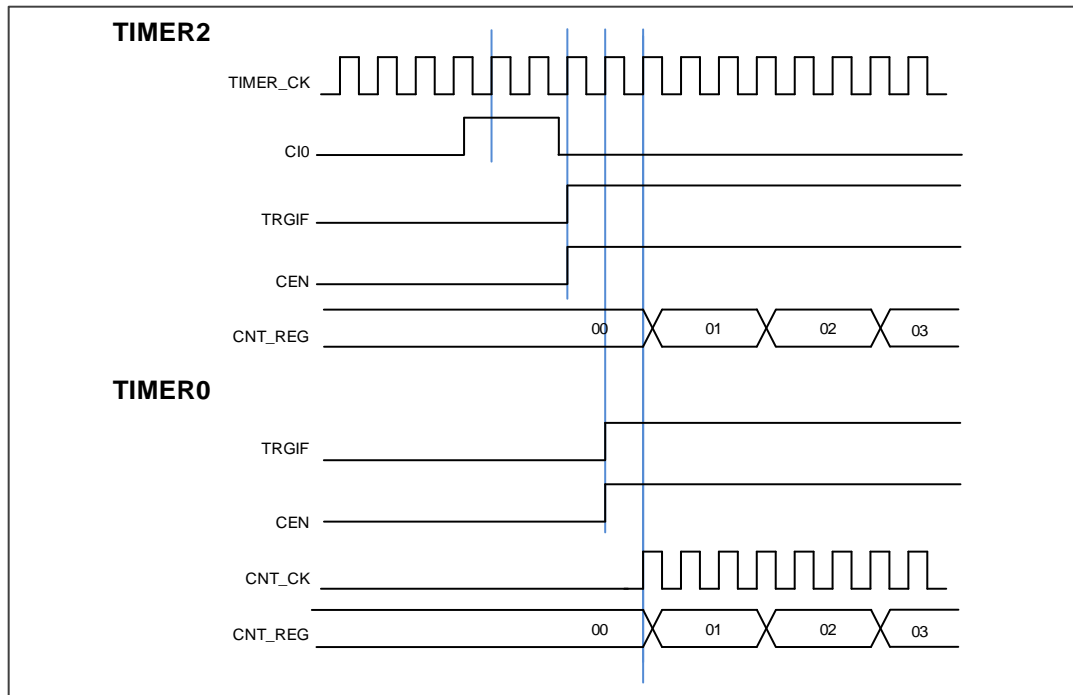 TIMER2
TIMER_CK
CI0
TRGIF
CEN
CNT_REG 00 01 02 03
TIMER0
TRGIF
CEN
CNT_CK
CNT_REG 00 01 02 03